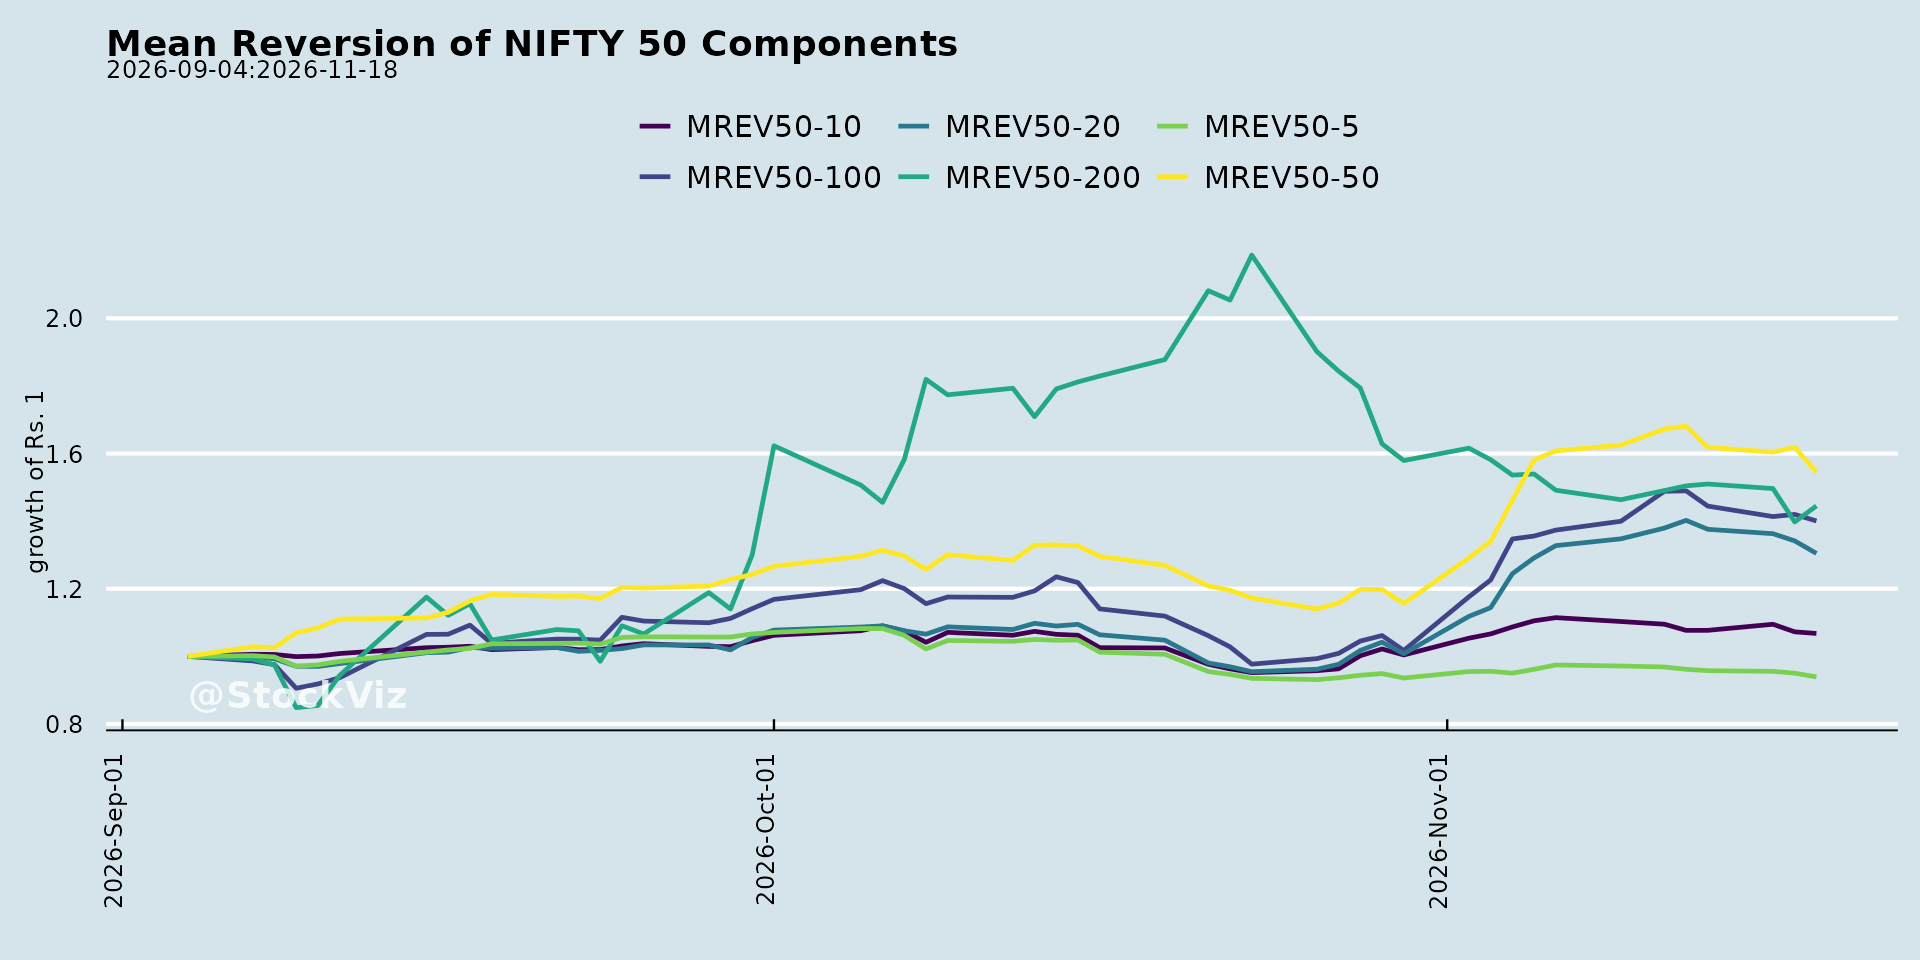 Mean Reversion of NIFTY 50 Components
2026-09-04:2026-11-18
MREV50-10 MREV50-20 MREV50-5
MREV50-100 MREV50-200 MREV50-50
growth of Rs. 1
2.0
1.6
1.2
0.8
@StockViz
2026-Sep-01
2026-Oct-01
2026-Nov-01